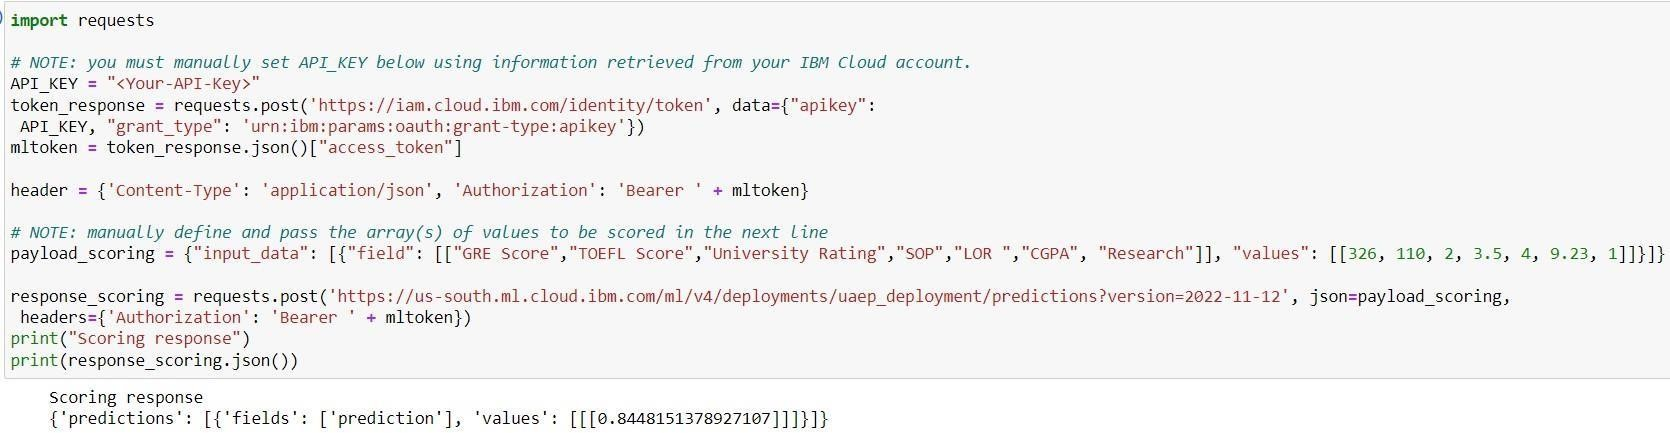 import requests
# NOTE: you must manually set API_KEY below using information retrieved from your IBM Cloud account.
API_KEY = "<Your-API-Key>"
token_response = requests.post('https://iam.cloud.ibm.com/identity/token', data={"apikey":
API_KEY, "grant_type": 'urn:ibm:params:oauth:grant-type:apikey'})
mltoken = token_response.json()["access_token"]
header = {'Content-Type': 'application/json', 'Authorization': 'Bearer ' + mltoken}
# NOTE: manually define and pass the array(s) of values to be scored in the next line
payload_scoring = {"input_data": [{"field": [["GRE Score","TOEFL Score","University Rating","SOP","LOR ","CGPA", "Research"]], "values": [[326, 110, 2, 3.5, 4, 9.23, 1]]}]}
response_scoring = requests.post('https://us-south.ml.cloud.ibm.com/ml/v4/deployments/uaep_deployment/predictions?version=2022-11-12', json=payload_scoring,
headers={'Authorization': 'Bearer ' + mltoken})
print("Scoring response")
print(response_scoring.json())
Scoring response
{'predictions': [{'fields': ['prediction'], 'values': [[[0.8448151378927107]]]}]}